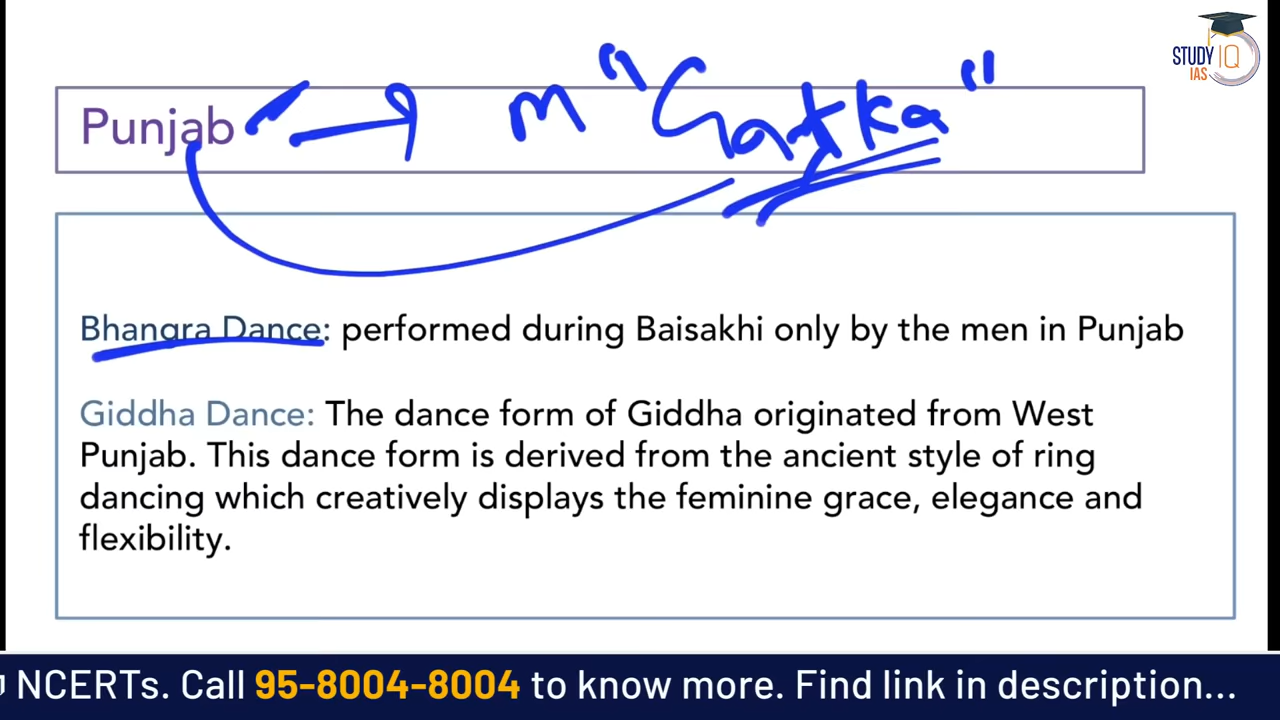 STUDY IQ
IAS
Punjab → m "Gatka"
Bhangra Dance: performed during Baisakhi only by the men in Punjab
Giddha Dance: The dance form of Giddha originated from West
Punjab. This dance form is derived from the ancient style of ring
dancing which creatively displays the feminine grace, elegance and
flexibility.
NCERTs. Call 95-8004-8004 to know more. Find link in description...